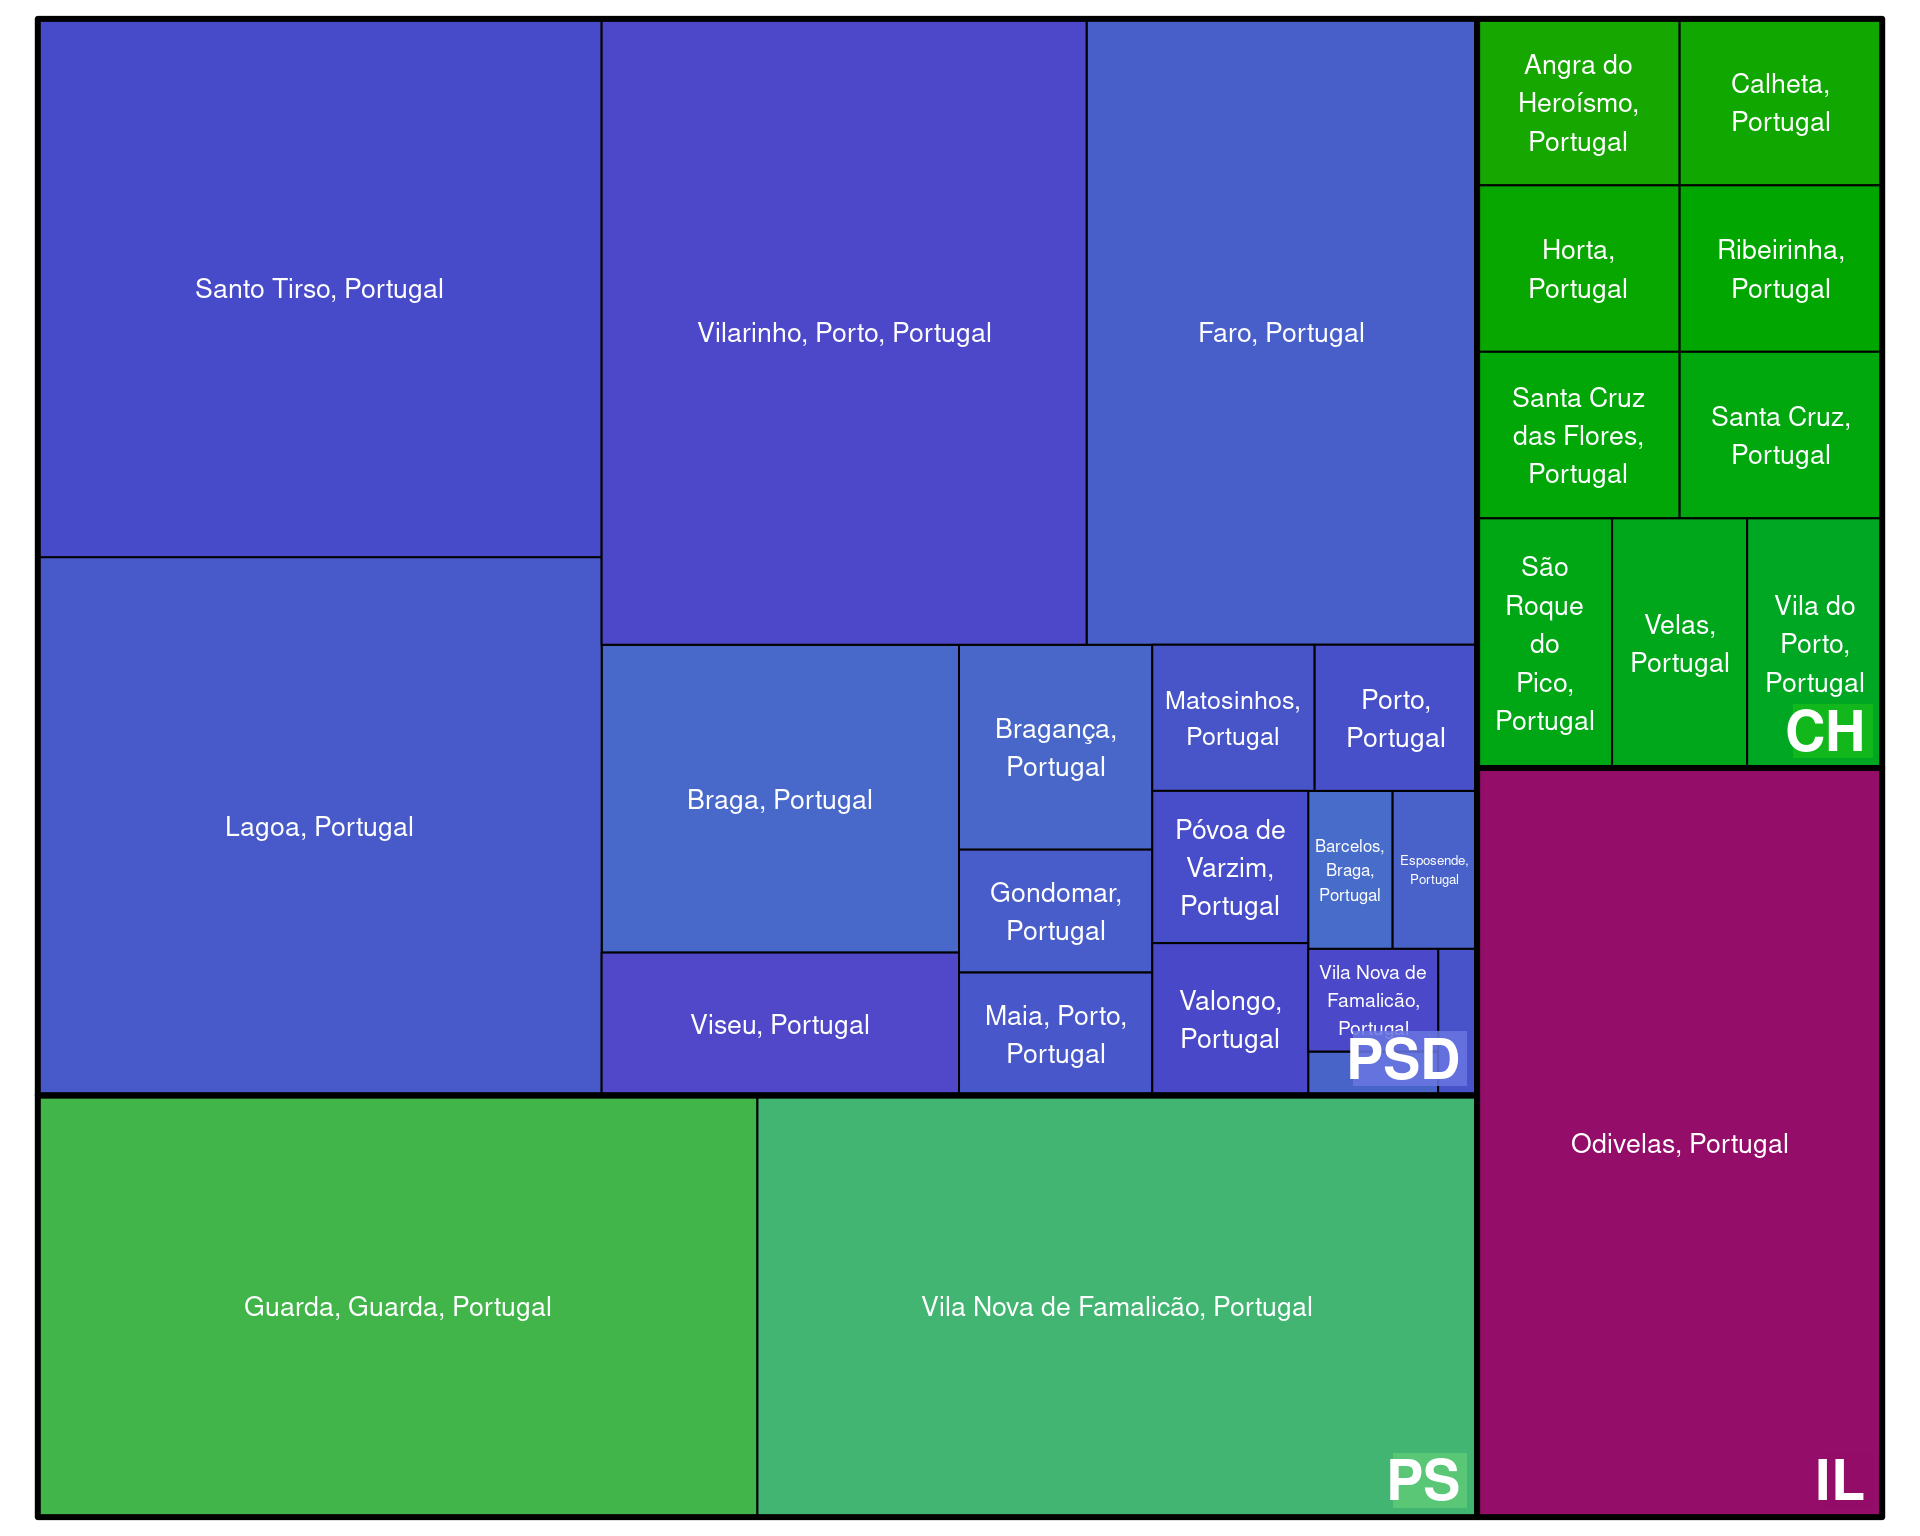 Santo Tirso, Portugal
Lagoa, Portugal
Vilarinho, Porto, Portugal
Faro, Portugal
Braga, Portugal
Viseu, Portugal
Bragança,
Portugal
Gondomar,
Portugal
Maia, Porto,
Portugal
Matosinhos,
Portugal
Porto,
Portugal
Póvoa de
Varzim,
Portugal
Valongo,
Portugal
Barcelos,
Braga,
Portugal
Esposende,
Portugal
Vila Nova de
Famalicão,
Portugal
PSD
Guarda, Guarda, Portugal
Vila Nova de Famalicão, Portugal
PS
Angra do
Heroísmo,
Portugal
Calheta,
Portugal
Horta,
Portugal
Ribeirinha,
Portugal
Santa Cruz
das Flores,
Portugal
Santa Cruz,
Portugal
São
Roque
do
Pico,
Portugal
Velas,
Portugal
Vila do
Porto,
Portugal
CH
Odivelas, Portugal
IL